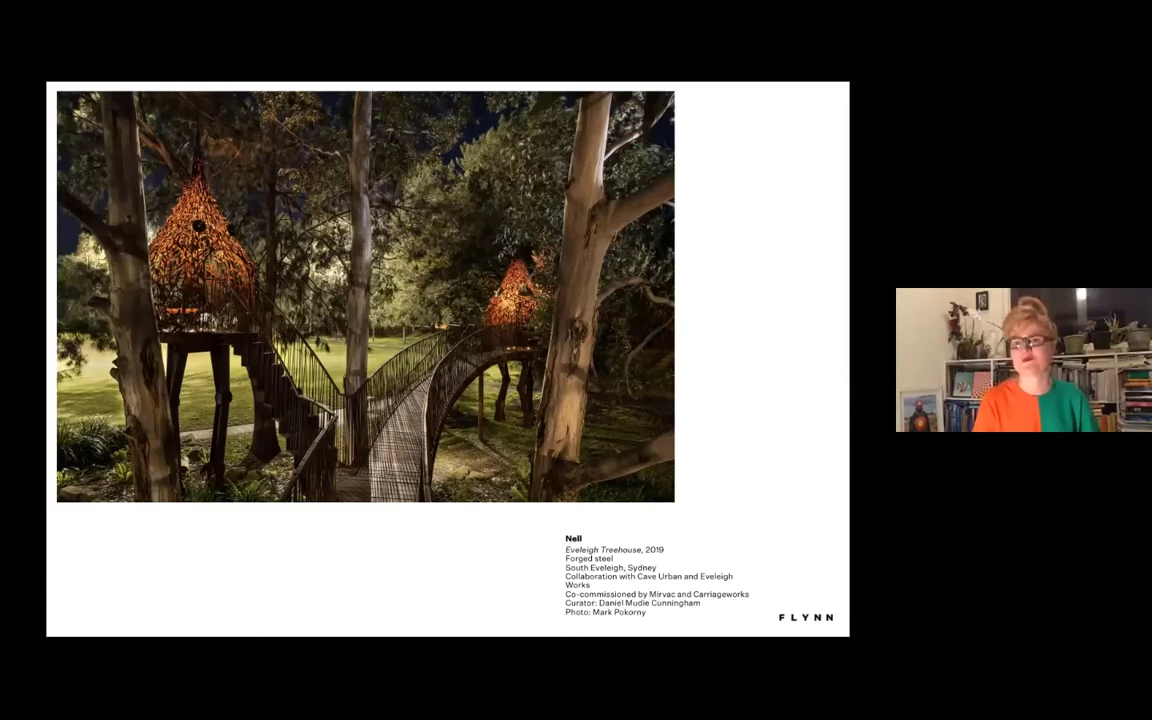 Nell
Eveleigh Treehouse, 2019
Forged steel
South Eveleigh, Sydney
Collaboration with Cave Urban and Eveleigh
Works
Co-commissioned by Mirvac and Carriageworks
Curator: Daniel Mudie Cunningham
Photo: Mark Pokorny
FLYNN